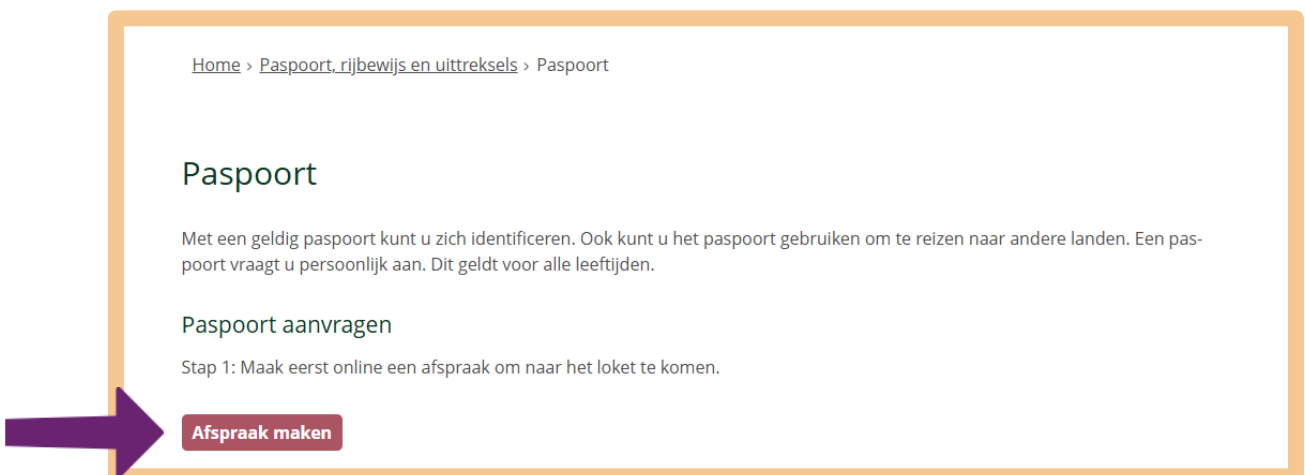 Home › Paspoort, rijbewijs en uittreksels › Paspoort
Paspoort
Met een geldig paspoort kunt u zich identificeren. Ook kunt u het paspoort gebruiken om te reizen naar andere landen. Een pas-
poort vraagt u persoonlijk aan. Dit geldt voor alle leeftijden.
Paspoort aanvragen
Stap 1: Maak eerst online een afspraak om naar het loket te komen.
Afspraak maken